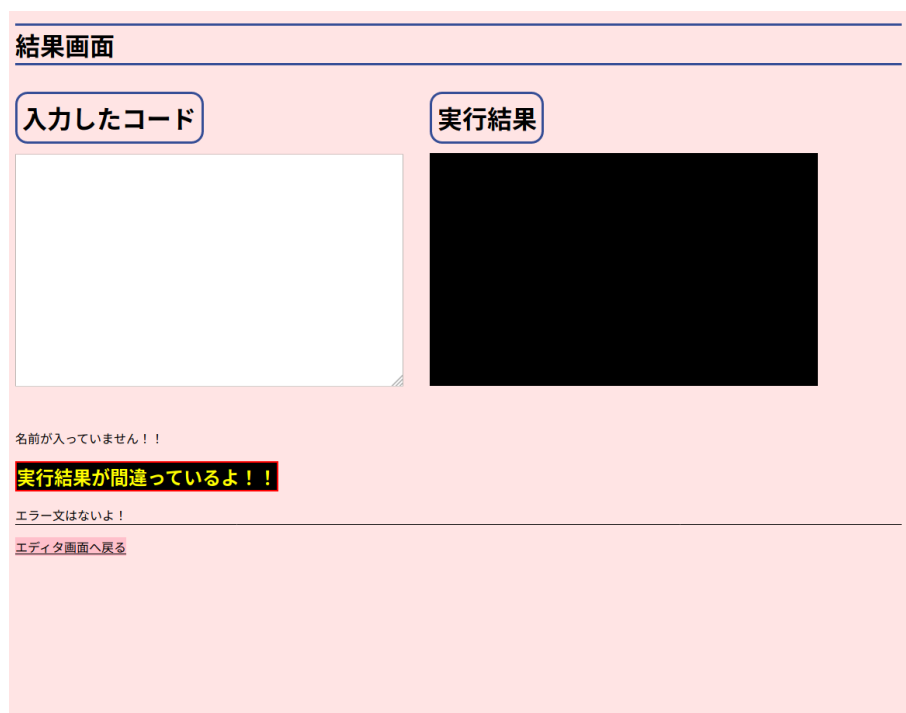 結果画面
入力したコード
実行結果
名前が入っていません！！
実行結果が間違っているよ！！
エラー文はないよ！
エディタ画面へ戻る